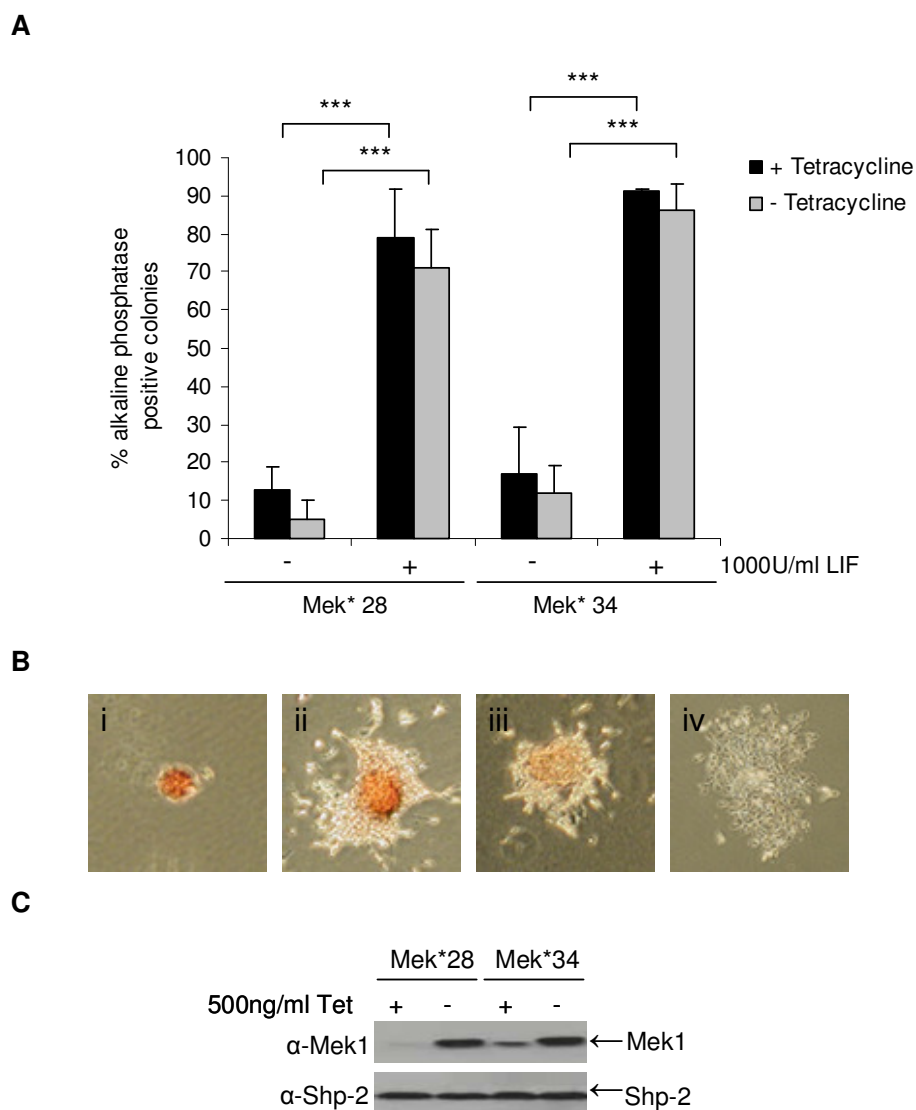 A
***
***
***
***
100
90
80
70
60
50
40
30
20
10
0
% alkaline phosphatase
positive colonies
+ Tetracycline
- Tetracycline
- + - + 1000U/ml LIF
Mek* 28 Mek* 34
B
i ii iii iv
C
Mek*28 Mek*34
500ng/ml Tet + - + -
α-Mek1 ←Mek1
α-Shp-2 ←Shp-2